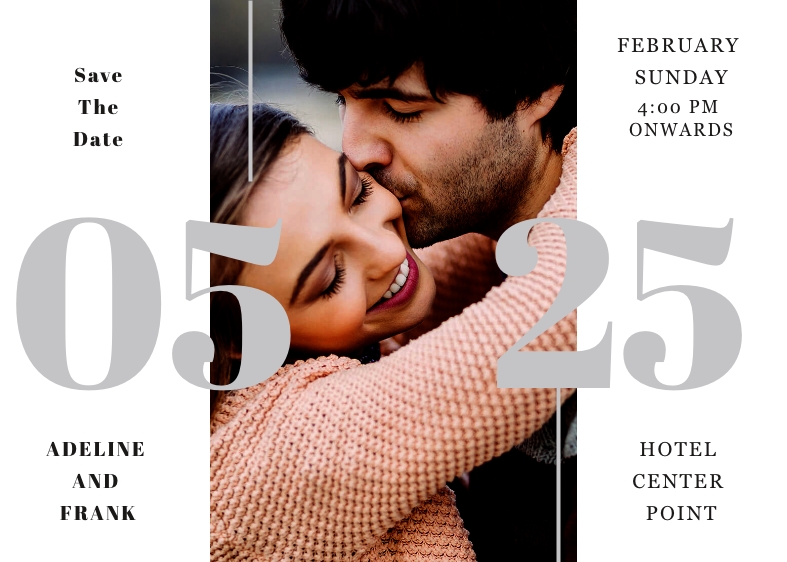 Save
The
Date
FEBRUARY
SUNDAY
4:00 PM
ONWARDS
05 25
ADELINE
AND
FRANK
HOTEL
CENTER
POINT